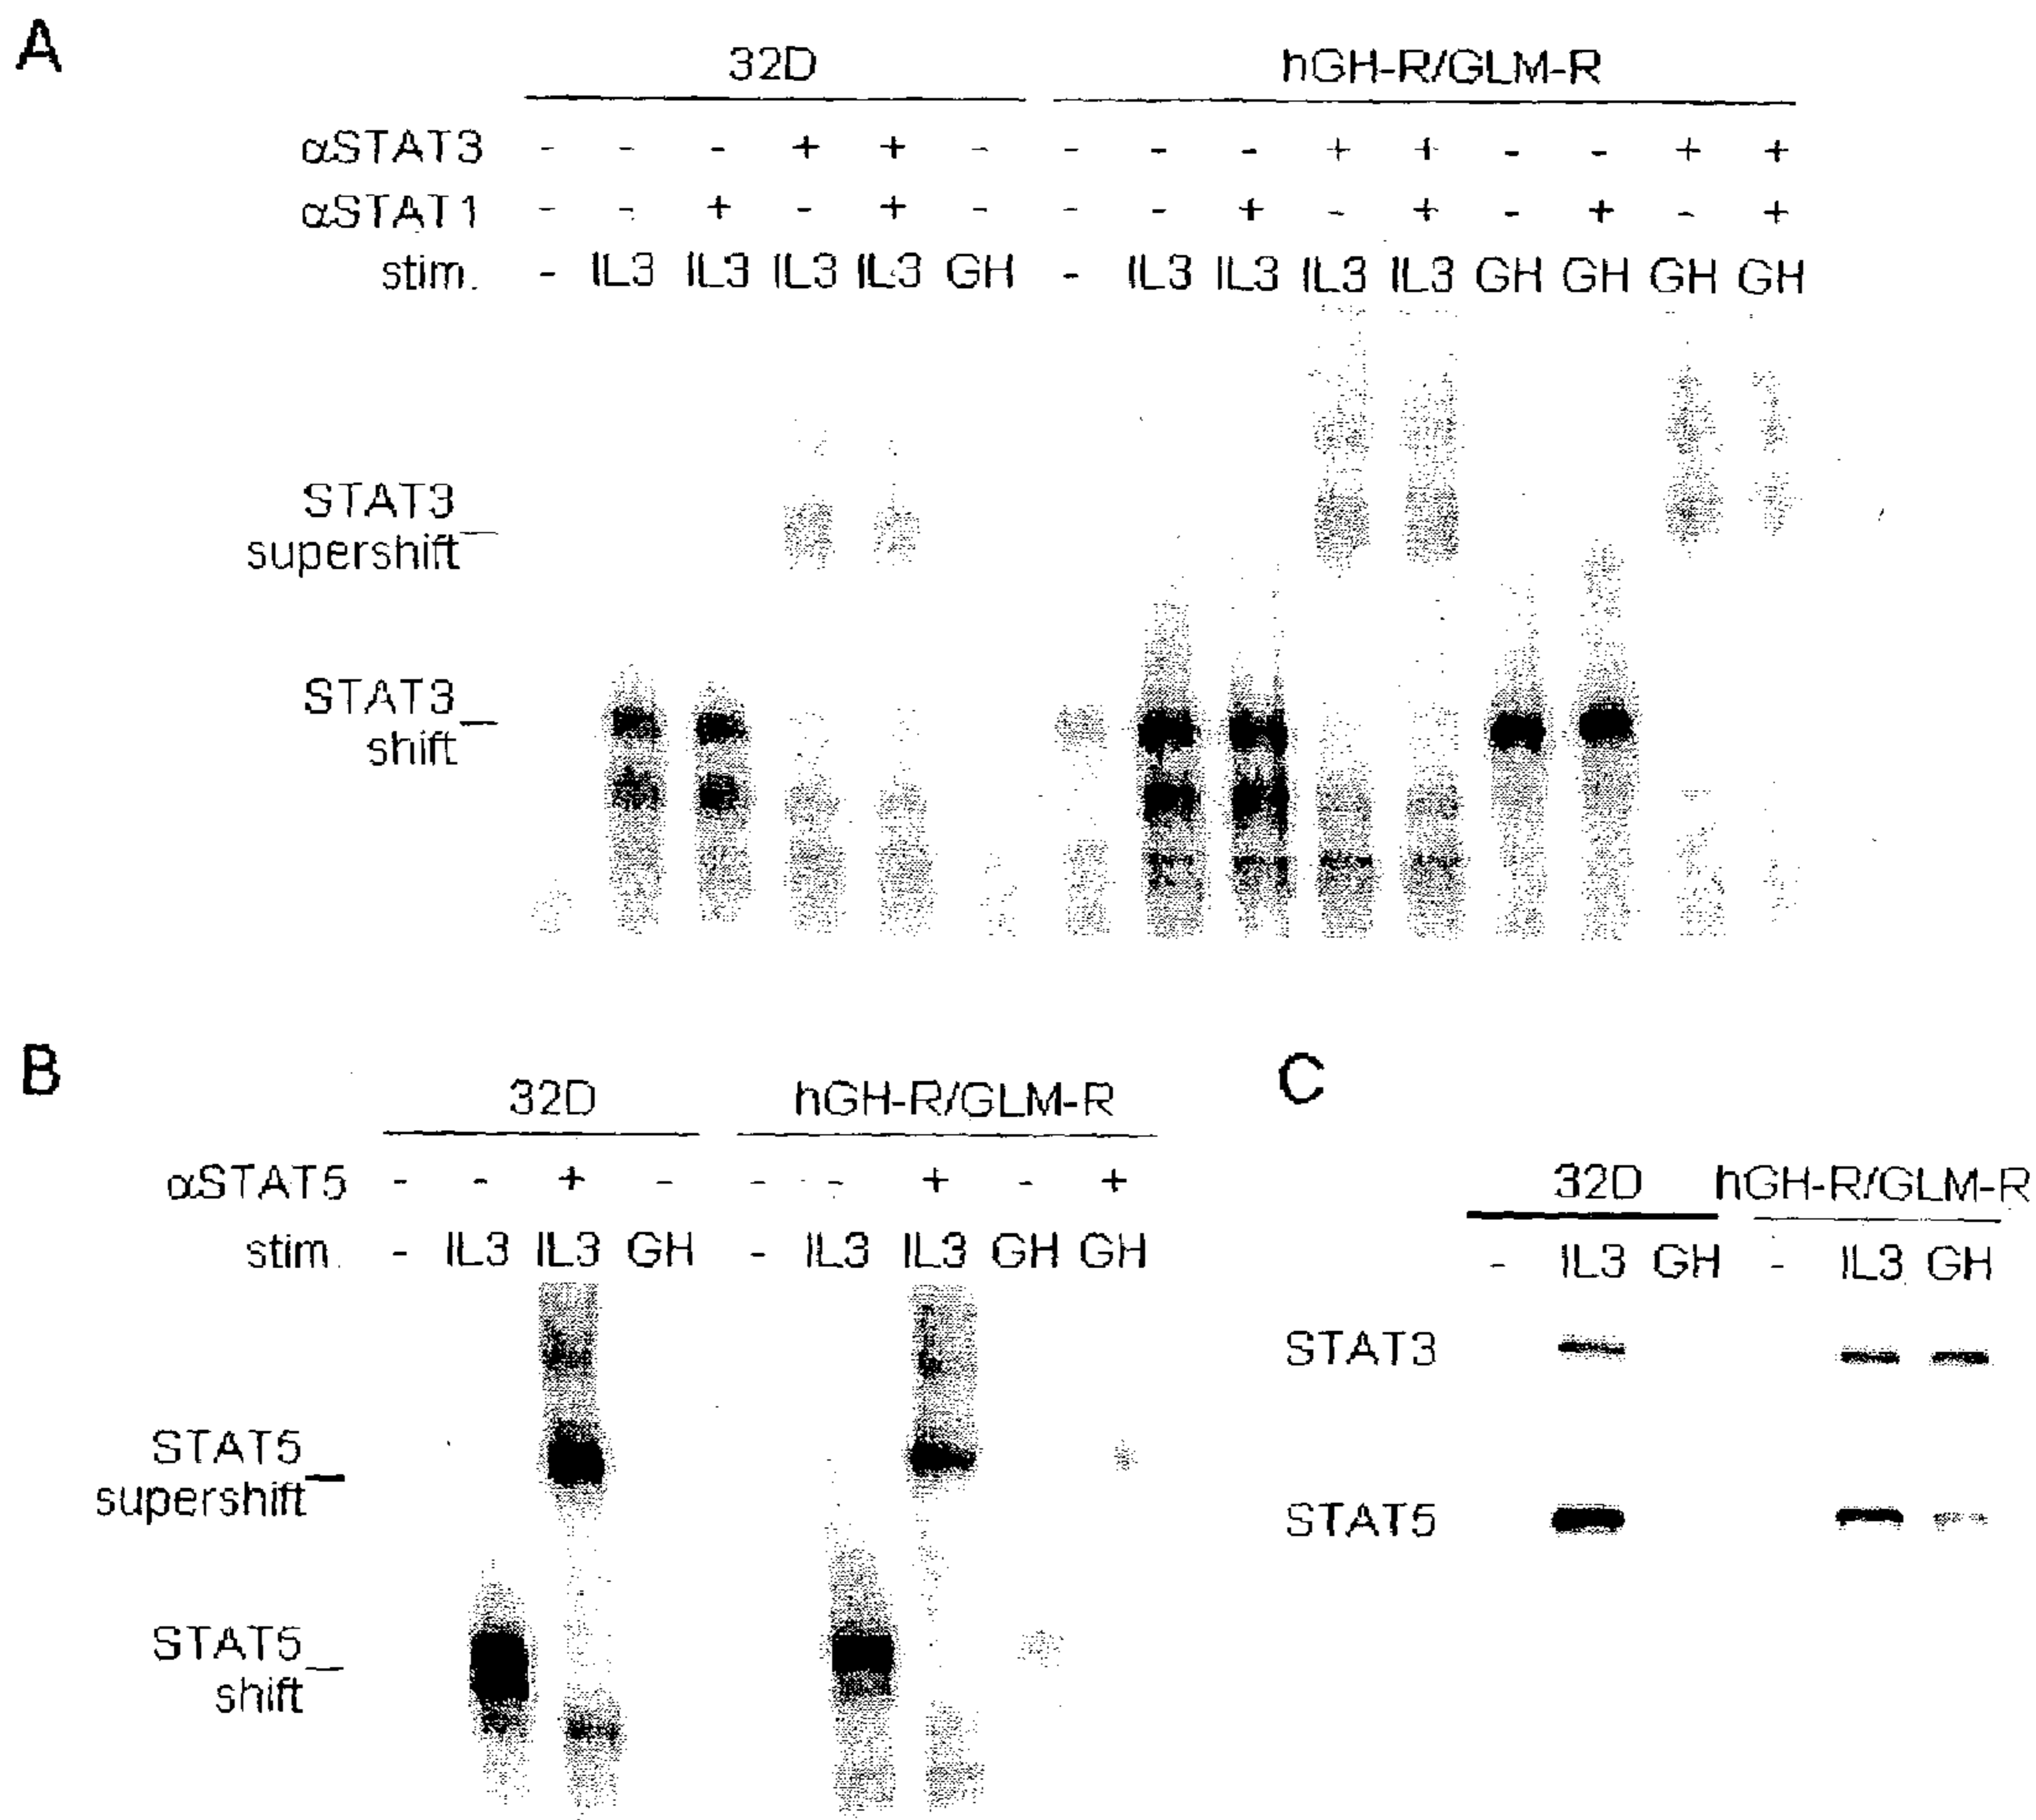 A
32D hGH-R/GLM-R
αSTAT3 - - - + + - - - - + + - - + +
αSTAT1 - - + - + - - - + - + - + - +
stim. - IL3 IL3 IL3 IL3 GH - IL3 IL3 IL3 IL3 GH GH GH GH
STAT3
supershift
STAT3
shift
B
32D hGH-R/GLM-R
αSTAT5 - - + - - - + - +
stim. - IL3 IL3 GH - IL3 IL3 GH GH
STAT5
supershift
STAT5
shift
C
32D hGH-R/GLM-R
- IL3 GH - IL3 GH
STAT3
STAT5